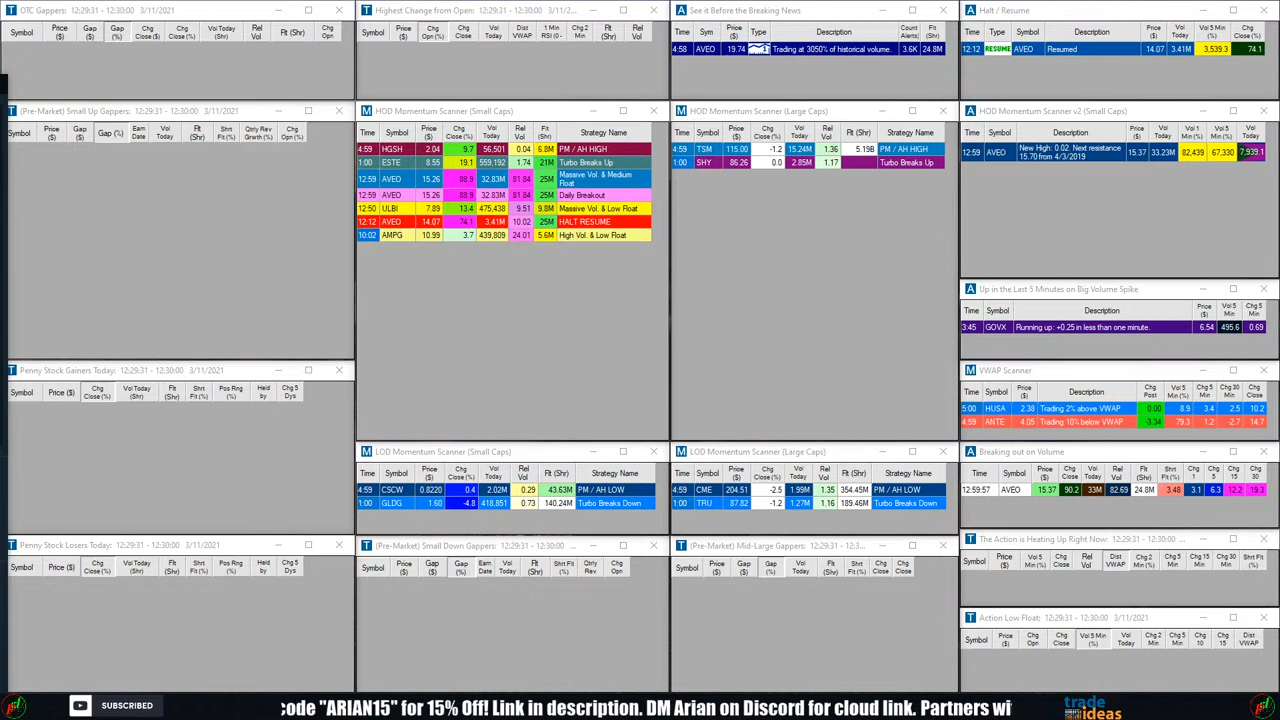 OTC Gappers: 12:29:31 - 12:30:00 3/11/2021
Symbol Price ($) Gap ($) Gap (%) Chg Close ($) Chg Close (%) Vol Today (Shr) Rel Vol Flt (Shr) Chg Opn
Highest Change from Open: 12:29:31 - 12:30:00 3/11/2...
Symbol Price ($) Chg Opn (%) Chg Close (%) Vol Today Dist VWAP 1 Min RSI (0 - Chg 2 Min Flt (Shr) Rel Vol
See it Before the Breaking News
Time Sym Price ($) Type Description Count Alerts) Flt (Shr)
4:58 AVEO 19.74 Trading at 3050% of historical volume. 3.6K 24.8M
Halt / Resume
Time Type Symbol Description Price ($) Vol Today Vol 5 Min (%) Chg Close (%)
12:12 RESUME AVEO Resumed 14.07 3.41M 3,539.3 74.1
(Pre-Market) Small Up Gappers: 12:29:31 - 12:30:00 3/11/2021
Symbol Price ($) Gap ($) Gap (%) Earn Date Vol Today Flt (Shr) Shrt Flt (%) Qtrly Rev Grwth (%) Chg Opn (%)
HOD Momentum Scanner (Small Caps)
Time Symbol Price ($) Chg Close (%) Vol Today Rel Vol Flt (Shr) Strategy Name
4:59 HGSH 2.04 9.7 56,501 0.04 6.8M PM / AH HIGH
1:00 ESTE 8.55 19.1 559,192 1.74 21M Turbo Breaks Up
12:59 AVEO 15.26 88.9 32.83M 81.84 25M Massive Vol. & Medium Float
12:59 AVEO 15.26 88.9 32.83M 81.84 25M Daily Breakout
12:50 ULBI 7.89 13.4 475,438 9.51 9.8M Massive Vol. & Low Float
12:12 AVEO 14.07 74.1 3.41M 10.02 25M HALT RESUME
10:02 AMPG 10.99 3.7 439,809 24.01 5.6M High Vol. & Low Float
HOD Momentum Scanner (Large Caps)
Time Symbol Price ($) Chg Close (%) Vol Today Rel Vol Flt (Shr) Strategy Name
4:59 TSM 115.00 -1.2 15.24M 1.36 5.19B PM / AH HIGH
1:00 SHY 86.26 0.0 2.85M 1.17 Turbo Breaks Up
HOD Momentum Scanner v2 (Small Caps)
Time Symbol Description Price ($) Vol Today Vol 1 Min (%) Vol 5 Min (%) Vol Today
12:59 AVEO New High: 0.02. Next resistance 15.70 from 4/3/2019 15.37 33.23M 82,439 67,330 7,939.1
Up in the Last 5 Minutes on Big Volume Spike
Time Symbol Description Price ($) Vol 5 Min Chg 5 Min
3:45 GOVX Running up: +0.25 in less than one minute. 6.54 495.6 0.69
Penny Stock Gainers Today: 12:29:31 - 12:30:00 3/11/2021
Symbol Price ($) Chg Close (%) Vol Today (Shr) Flt (Shr) Shrt Flt (%) Pos Rng (%) Held by Chg 5 Dys
VWAP Scanner
Time Symbol Price ($) Description Chg Post Vol 5 Min (%) Chg 5 Min Chg 30 Min Chg Close
5:00 HUSA 2.38 Trading 2% above VWAP 0.00 8.9 3.4 2.5 10.2
4:59 ANTE 4.05 Trading 10% below VWAP -3.34 79.3 1.2 -2.7 14.7
LOD Momentum Scanner (Small Caps)
Time Symbol Price ($) Chg Close (%) Vol Today Rel Vol Flt (Shr) Strategy Name
4:59 CSCW 0.8220 0.4 2.02M 0.29 43.63M PM / AH LOW
1:00 GLDG 1.60 -4.8 418,851 0.73 140.24M Turbo Breaks Down
LOD Momentum Scanner (Large Caps)
Time Symbol Price ($) Chg Close (%) Vol Today Rel Vol Flt (Shr) Strategy Name
4:59 CME 204.51 -2.5 1.99M 1.35 354.45M PM / AH LOW
1:00 TRU 87.82 -1.2 1.27M 1.16 189.46M Turbo Breaks Down
Breaking out on Volume
Time Symbol Price ($) Chg Close Vol Today Rel Vol Flt (Shr) Shrt Flt (%) Chg 1 Chg 5 Chg 15 Chg 30
12:59:57 AVEO 15.37 90.2 33M 82.69 24.8M 3.48 3.1 6.3 12.2 19.3
Penny Stock Losers Today: 12:29:31 - 12:30:00 3/11/2021
Symbol Price ($) Chg Close (%) Vol Today (Shr) Flt (Shr) Shrt Flt (%) Pos Rng (%) Held by Chg 5 Dys
(Pre-Market) Small Down Gappers: 12:29:31 - 12:30:00 ...
Symbol Price ($) Gap ($) Gap (%) Earn Date Vol Today Flt (Shr) Shrt Flt (%) Qtrly Rev Chg Opn
(Pre-Market) Mid-Large Gappers: 12:29:31 - 12:3...
Symbol Price ($) Gap ($) Gap (%) Vol Today Flt (Shr) Shrt Flt (%) Chg Close Chg Close
The Action is Heating Up Right Now: 12:29:31 - 12:30:00 ...
Symbol Price ($) Vol 5 Min (%) Chg Close Rel Vol Dist VWAP Chg 2 Min (%) Chg 5 Min Chg 15 Min Chg 30 Min Flt (Shr)
Action Low Float: 12:29:31 - 12:30:00 3/11/2021
Symbol Price ($) Chg Opn Chg Close Vol 5 Min (%) Vol Today Chg 2 Min Chg 5 Min Chg 10 Chg 15 Dist VWAP
SUBSCRIBED
code "ARIAN15" for 15% Off! Link in description. DM Arian on Discord for cloud link. Partners wi
trade ideas